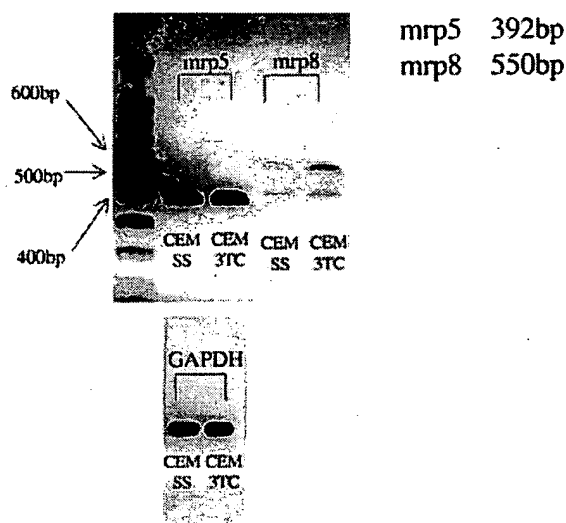 mrp5 392bp
mrp8 550bp
mrp5 mrp8
600bp
500bp
400bp
CEM SS CEM 3TC CEM SS CEM 3TC
GAPDH
CEM SS CEM 3TC